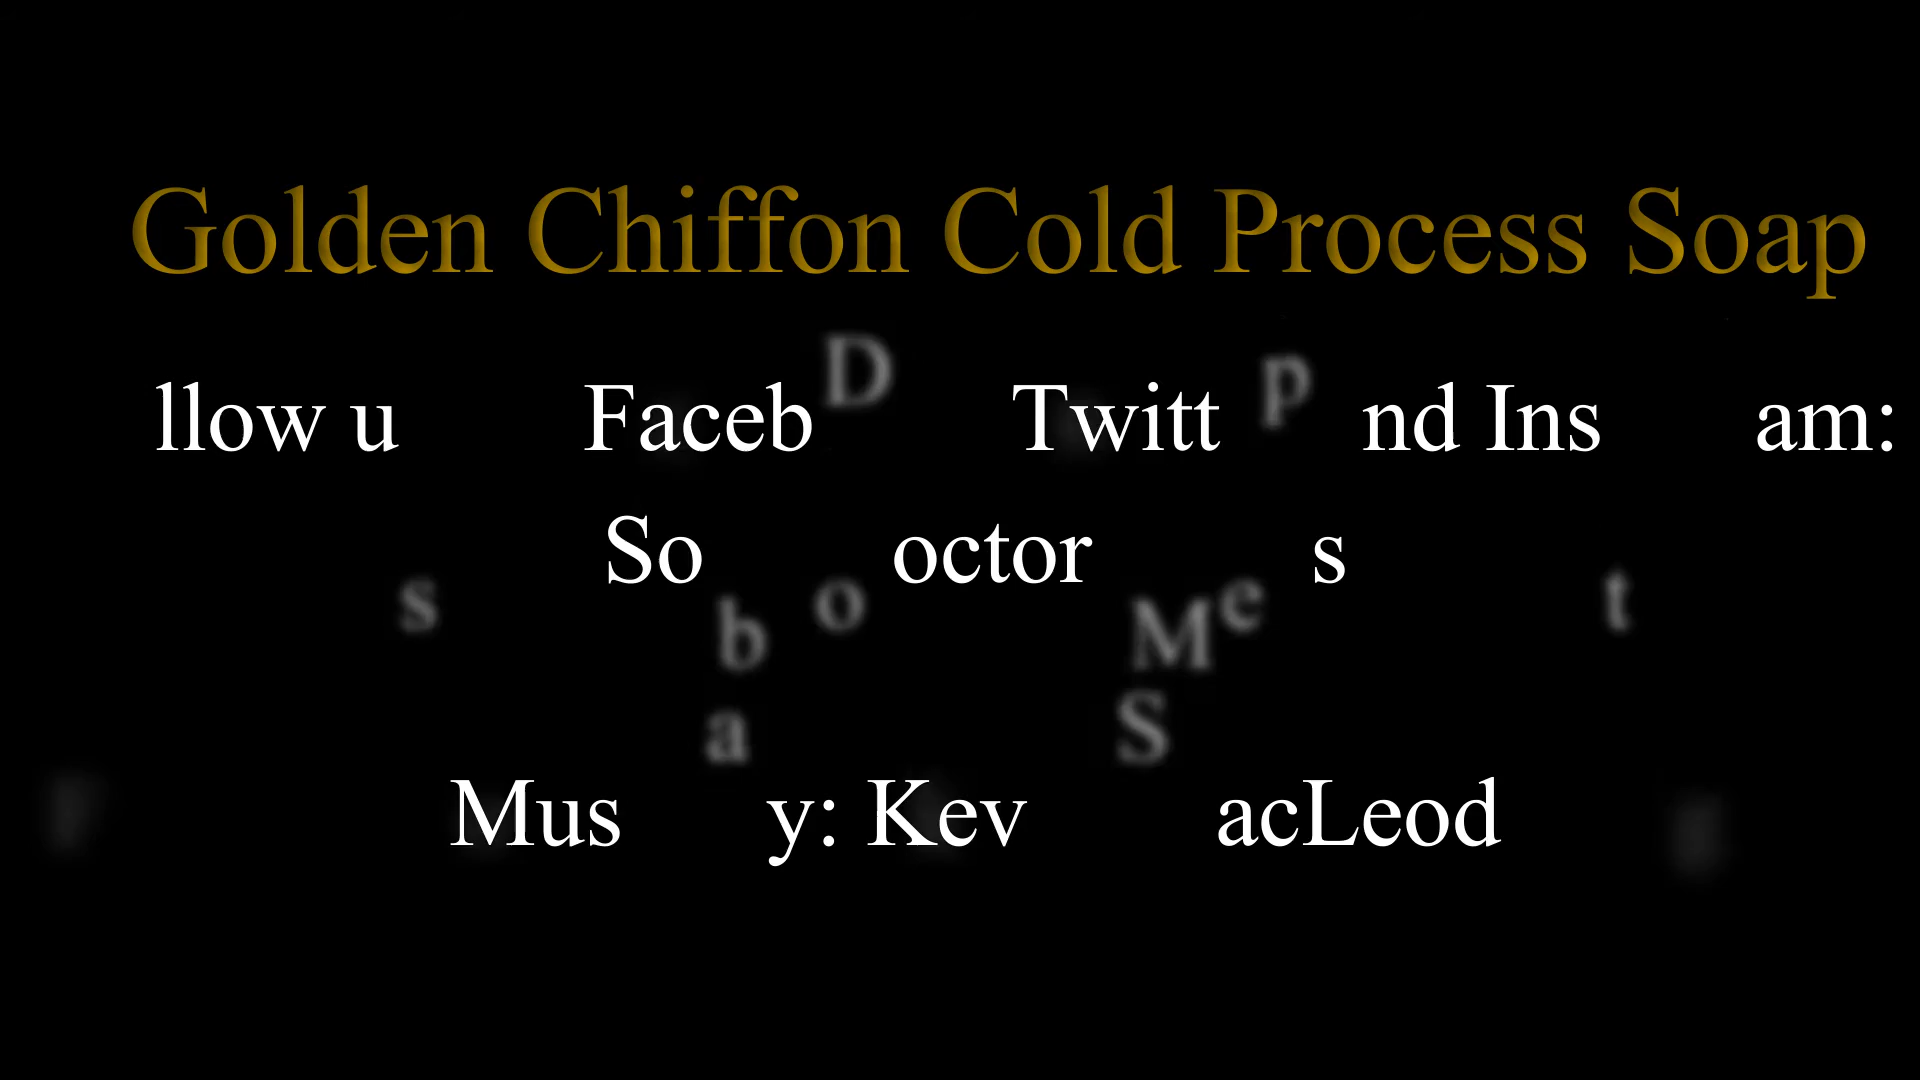 Golden Chiffon Cold Process Soap
llow u Faceb D Twitt p nd Ins am:
So octor s
s b o M e t
a S
Mus y: Kev acLeod